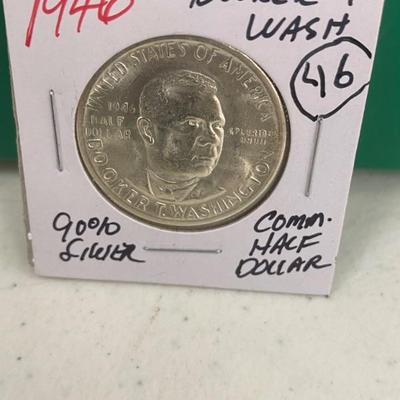 1946
BOOKER T
WASH
46
UNITED STATES OF AMERICA
1946
HALF
DOLLAR
E PLURIBUS
UNUM
BOOKER T. WASHINGTON
90%
SILVER
COMM.
HALF
DOLLAR